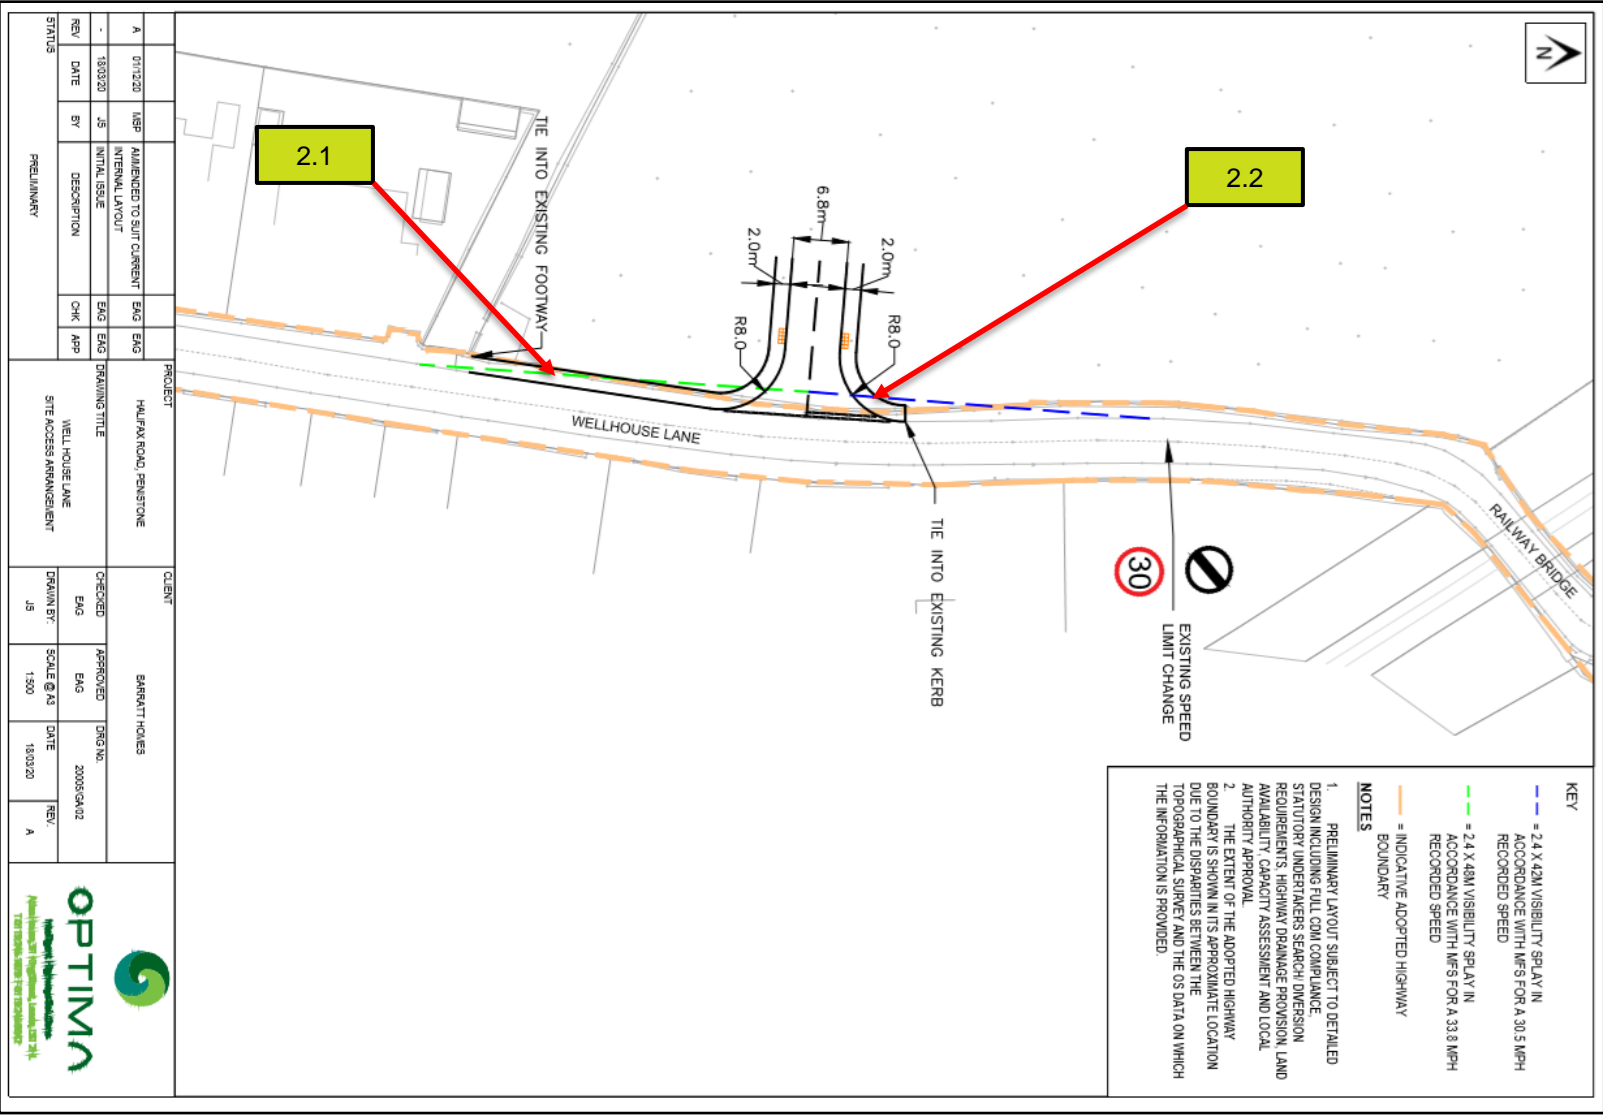 N
2.1
2.2
TIE INTO EXISTING FOOTWAY
6.8m
2.0m
2.0m
R8.0
R8.0
WELLHOUSE LANE
TIE INTO EXISTING KERB
30
EXISTING SPEED
LIMIT CHANGE
RAILWAY BRIDGE
KEY
= 2.4 X 42M VISIBILITY SPLAY IN
ACCORDANCE WITH MFS FOR A 30.5 MPH
RECORDED SPEED
= 2.4 X 48M VISIBILITY SPLAY IN
ACCORDANCE WITH MFS FOR A 33.8 MPH
RECORDED SPEED
= INDICATIVE ADOPTED HIGHWAY
BOUNDARY
NOTES
1. PRELIMINARY LAYOUT SUBJECT TO DETAILED
DESIGN INCLUDING FULL CDM COMPLIANCE,
STATUTORY UNDERTAKERS SEARCH/ DIVERSION
REQUIREMENTS, HIGHWAY DRAINAGE PROVISION, LAND
AVAILABILITY, CAPACITY ASSESSMENT AND LOCAL
AUTHORITY APPROVAL.
2. THE EXTENT OF THE ADOPTED HIGHWAY
BOUNDARY IS SHOWN IN ITS APPROXIMATE LOCATION
DUE TO THE DISPARITIES BETWEEN THE
TOPOGRAPHICAL SURVEY AND THE OS DATA ON WHICH
THE INFORMATION IS PROVIDED.
A 01/12/20 MSP AMMENDED TO SUIT CURRENT EAG EAG
INTERNAL LAYOUT
- 18/03/20 JS INITIAL ISSUE EAG EAG
REV DATE BY DESCRIPTION CHK APP
STATUS
PRELIMINARY
PROJECT
HALIFAX ROAD, PENISTONE
DRAWING TITLE
WELL HOUSE LANE
SITE ACCESS ARRANGEMENT
CLIENT
BARRATT HOMES
CHECKED APPROVED DRG No.
EAG EAG 20005/GA/02
DRAWN BY: SCALE @ A3 DATE REV.
JS 1:500 18/03/20 A
OPTIMA